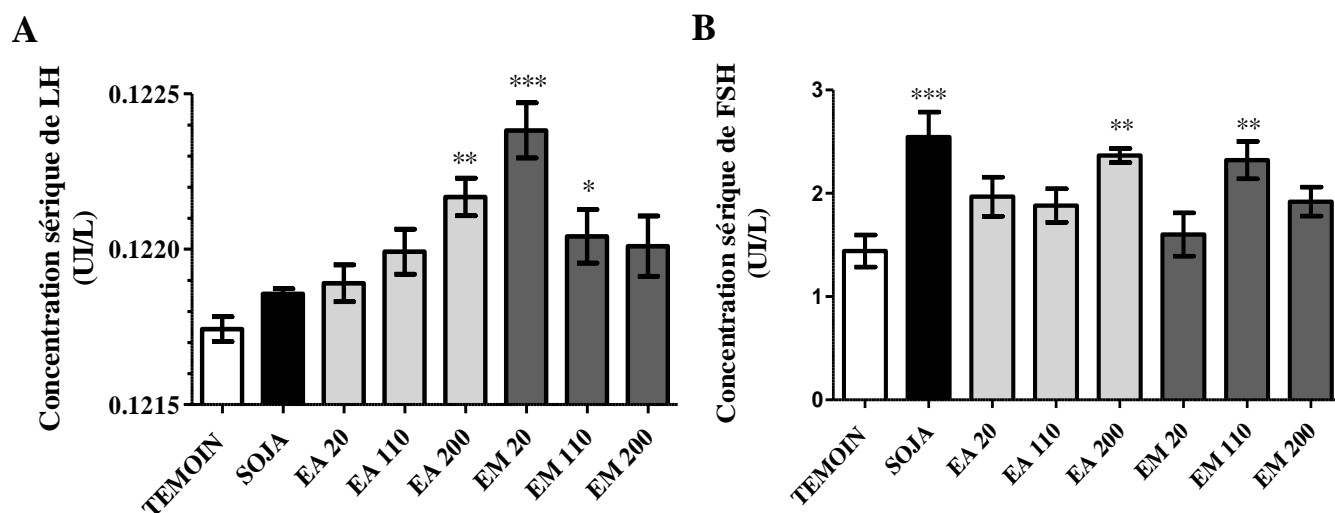 A
Concentration sérique de LH
(UI/L)
0.1225
0.1220
0.1215
**
***
*
TEMOIN
SOJA
EA 20
EA 110
EA 200
EM 20
EM 110
EM 200
B
Concentration sérique de FSH
(UI/L)
3
2
1
0
***
**
**
TEMOIN
SOJA
EA 20
EA 110
EA 200
EM 20
EM 110
EM 200